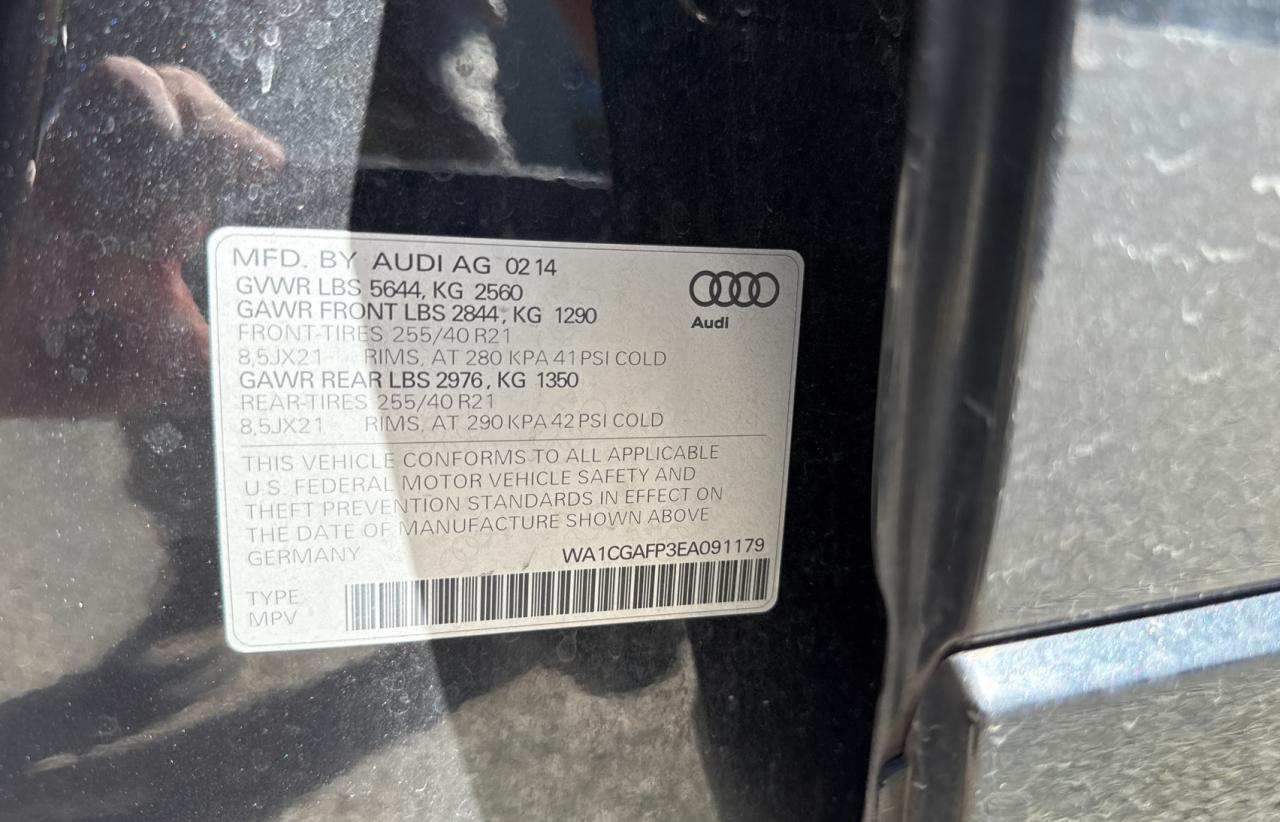 MFD. BY AUDI AG 0214
GVWR LBS 5644, KG 2560
GAWR FRONT LBS 2844, KG 1290
FRONT-TIRES 255/40 R21
8,5JX21 RIMS, AT 280 KPA 41 PSI COLD
GAWR REAR LBS 2976, KG 1350
REAR-TIRES 255/40 R21
8,5JX21 RIMS, AT 290 KPA 42 PSI COLD
Audi
THIS VEHICLE CONFORMS TO ALL APPLICABLE
U.S. FEDERAL MOTOR VEHICLE SAFETY AND
THEFT PREVENTION STANDARDS IN EFFECT ON
THE DATE OF MANUFACTURE SHOWN ABOVE
GERMANY WA1CGAFP3EA091179
TYPE:
MPV